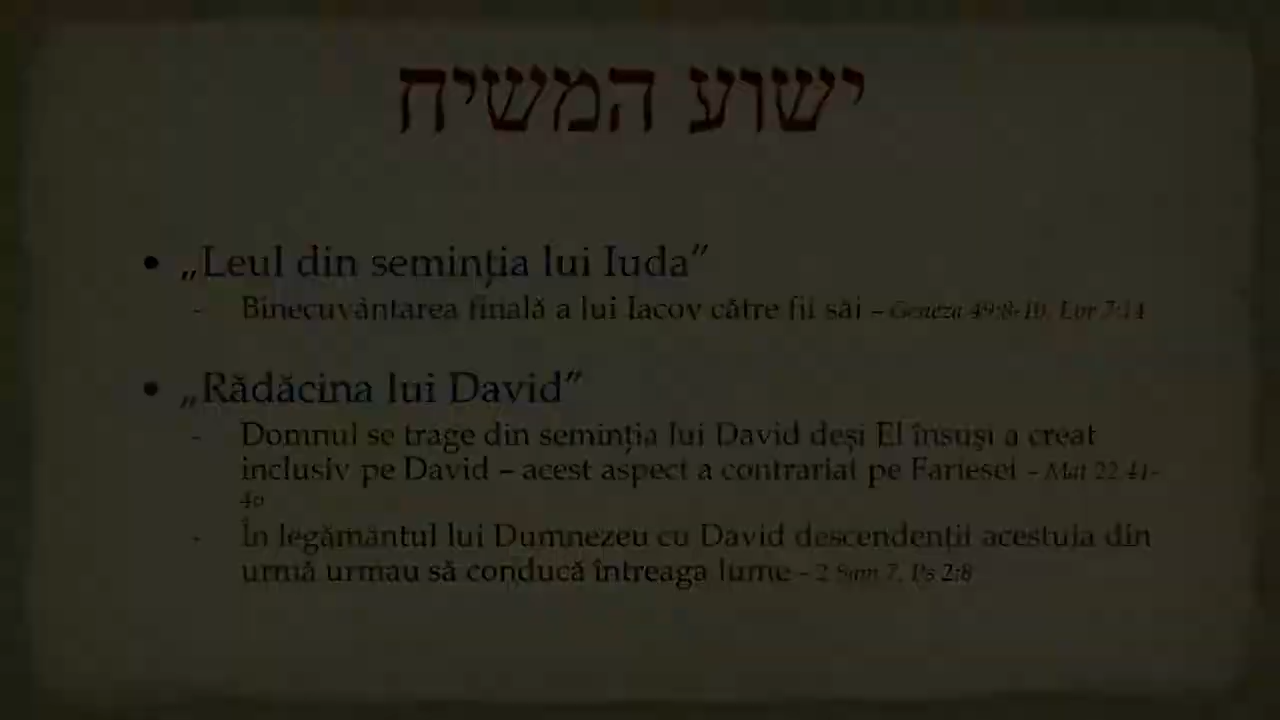 ישוע המשיח
• „Leul din seminția lui Iuda”
- Binecuvântarea finală a lui Iacov către fii săi – Geneza 49:8-10, Evr 7:14
• „Rădăcina lui David”
- Domnul se trage din seminția lui David deși El însuși a creat
inclusiv pe David – acest aspect a contrariat pe Fariesei – Mat 22:41-
46
- În legământul lui Dumnezeu cu David descendenții acestuia din
urmă urmau să conducă întreaga lume – 2 Sam 7, Ps 2:8